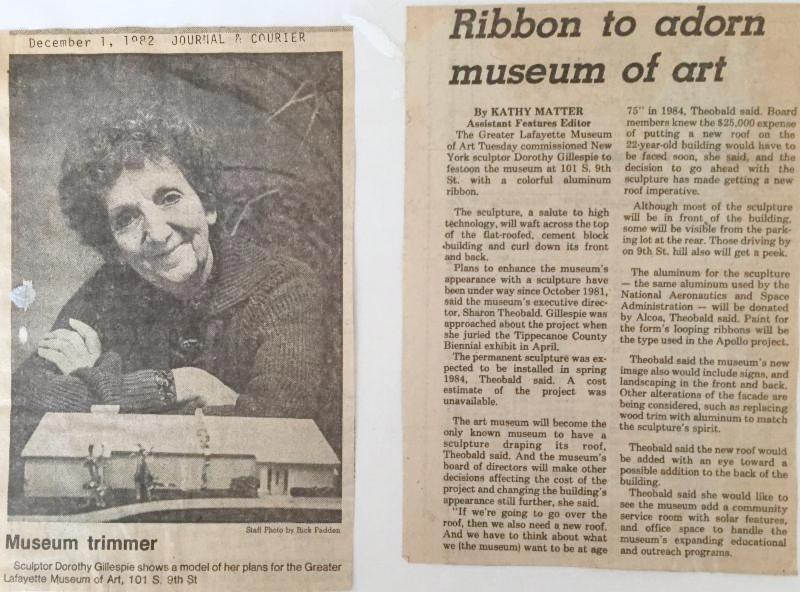 December 1, 1982 JOURNAL & COURIER
Staff Photo by Rick Padden
Museum trimmer
Sculptor Dorothy Gillespie shows a model of her plans for the Greater
Lafayette Museum of Art, 101 S. 9th St
Ribbon to adorn
museum of art
By KATHY MATTER
Assistant Features Editor
The Greater Lafayette Museum
of Art Tuesday commissioned New
York sculptor Dorothy Gillespie to
festoon the museum at 101 S. 9th
St. with a colorful aluminum
ribbon.
The sculpture, a salute to high
technology, will waft across the top
of the flat-roofed, cement block
building and curl down its front
and back.
Plans to enhance the museum's
appearance with a sculpture have
been under way since October 1981,
said the museum's executive direc-
tor, Sharon Theobald. Gillespie was
approached about the project when
she juried the Tippecanoe County
Biennial exhibit in April.
The permanent sculpture was ex-
pected to be installed in spring
1984, Theobald said. A cost
estimate of the project was
unavailable.
The art museum will become the
only known museum to have a
sculpture draping its roof,
Theobald said. And the museum's
board of directors will make other
decisions affecting the cost of the
project and changing the building's
appearance still further, she said.
"If we're going to go over the
roof, then we also need a new roof.
And we have to think about what
we (the museum) want to be at age
75" in 1984, Theobald said. Board
members knew the $25,000 expense
of putting a new roof on the
22-year-old building would have to
be faced soon, she said, and the
decision to go ahead with the
sculpture has made getting a new
roof imperative.
Although most of the sculpture
will be in front of the building,
some will be visible from the park-
ing lot at the rear. Those driving by
on 9th St. hill also will get a peek.
The aluminum for the scuplture
— the same aluminum used by the
National Aeronautics and Space
Administration — will be donated
by Alcoa, Theobald said. Paint for
the form's looping ribbons will be
the type used in the Apollo project.
Theobald said the museum's new
image also would include signs, and
landscaping in the front and back.
Other alterations of the facade are
being considered, such as replacing
wood trim with aluminum to match
the sculpture's spirit.
Theobald said the new roof would
be added with an eye toward a
possible addition to the back of the
building.
Theobald said she would like to
see the museum add a community
service room with solar features,
and office space to handle the
museum's expanding educational
and outreach programs.